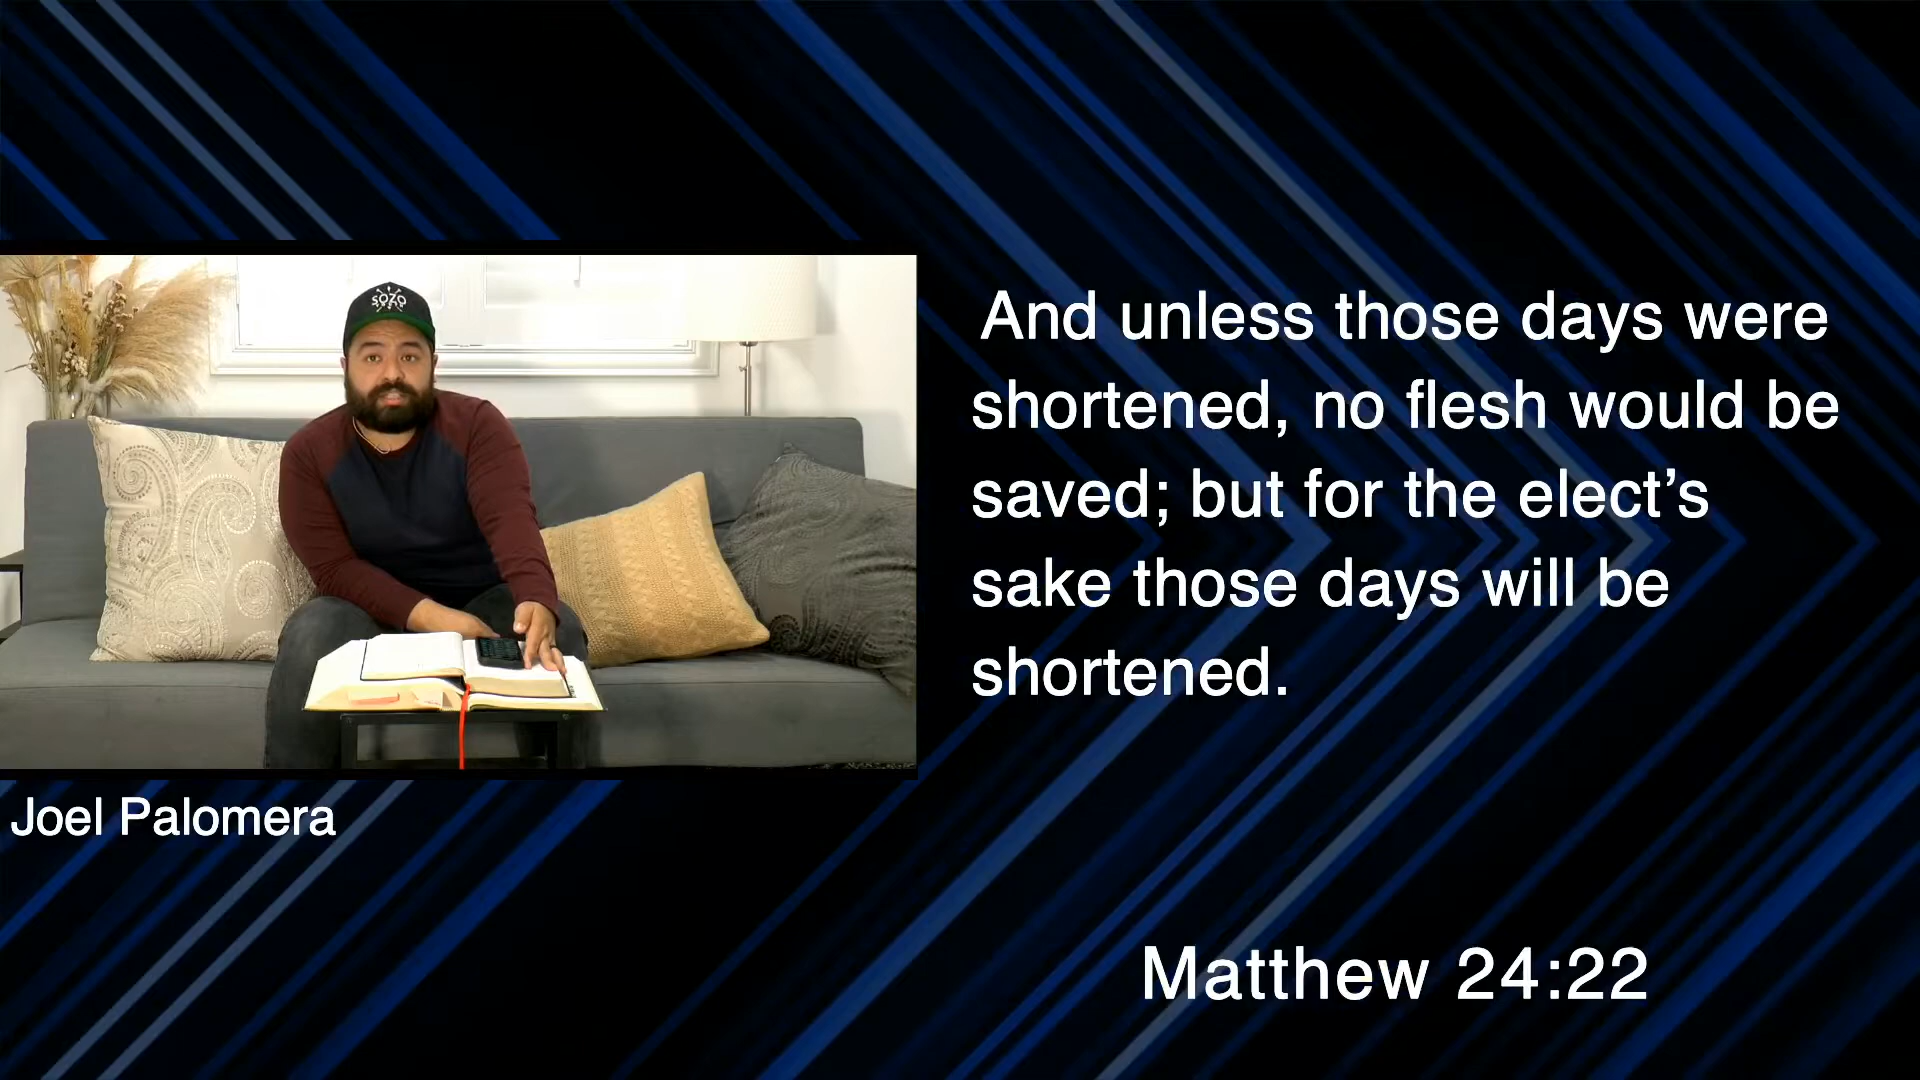 SOZO
And unless those days were
shortened, no flesh would be
saved; but for the elect’s
sake those days will be
shortened.
Joel Palomera
Matthew 24:22